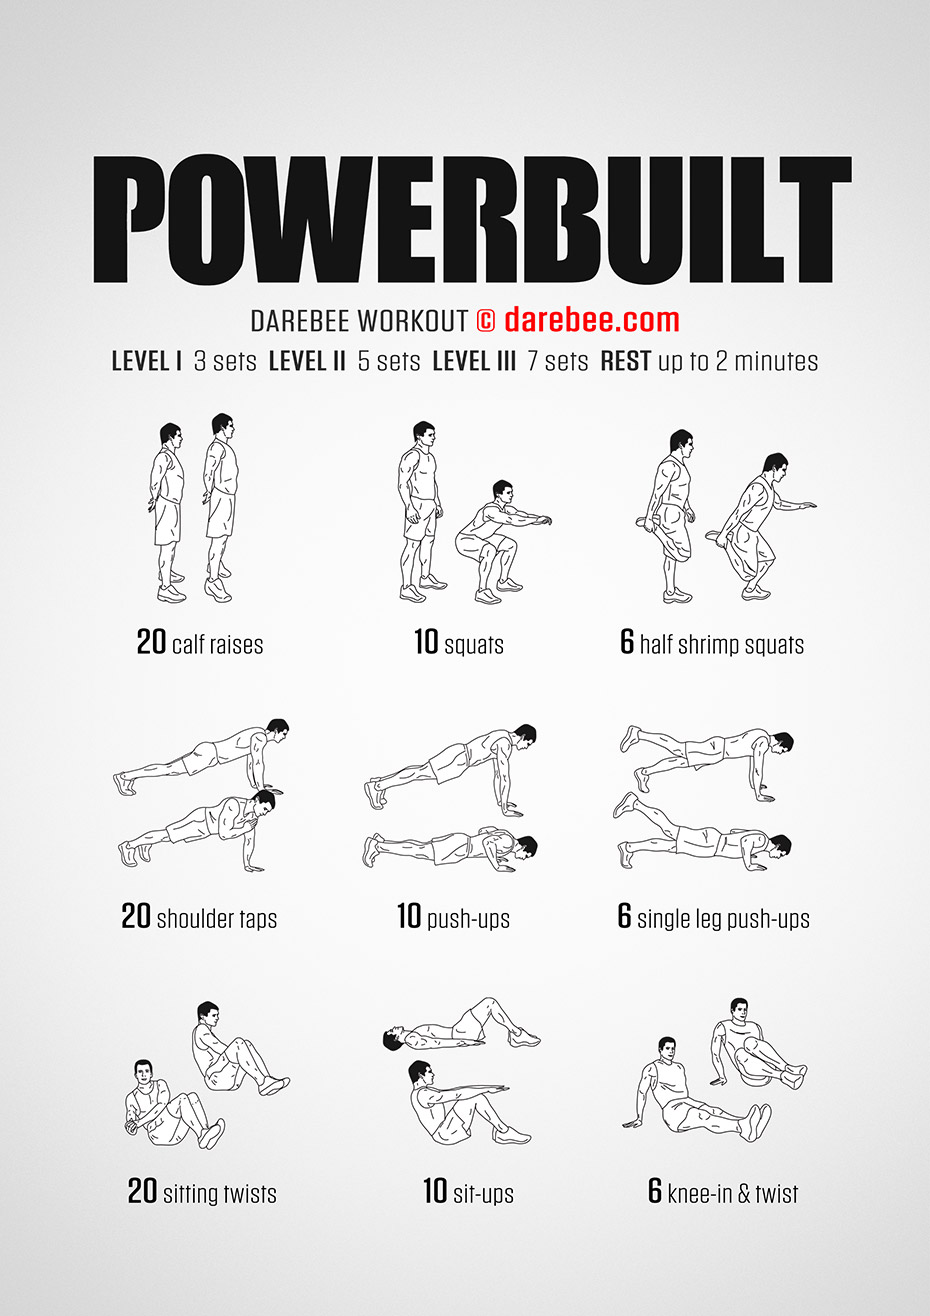 POWERBUILT
DAREBEE WORKOUT © darebee.com
LEVEL I 3 sets LEVEL II 5 sets LEVEL III 7 sets REST up to 2 minutes
20 calf raises
10 squats
6 half shrimp squats
20 shoulder taps
10 push-ups
6 single leg push-ups
20 sitting twists
10 sit-ups
6 knee-in & twist